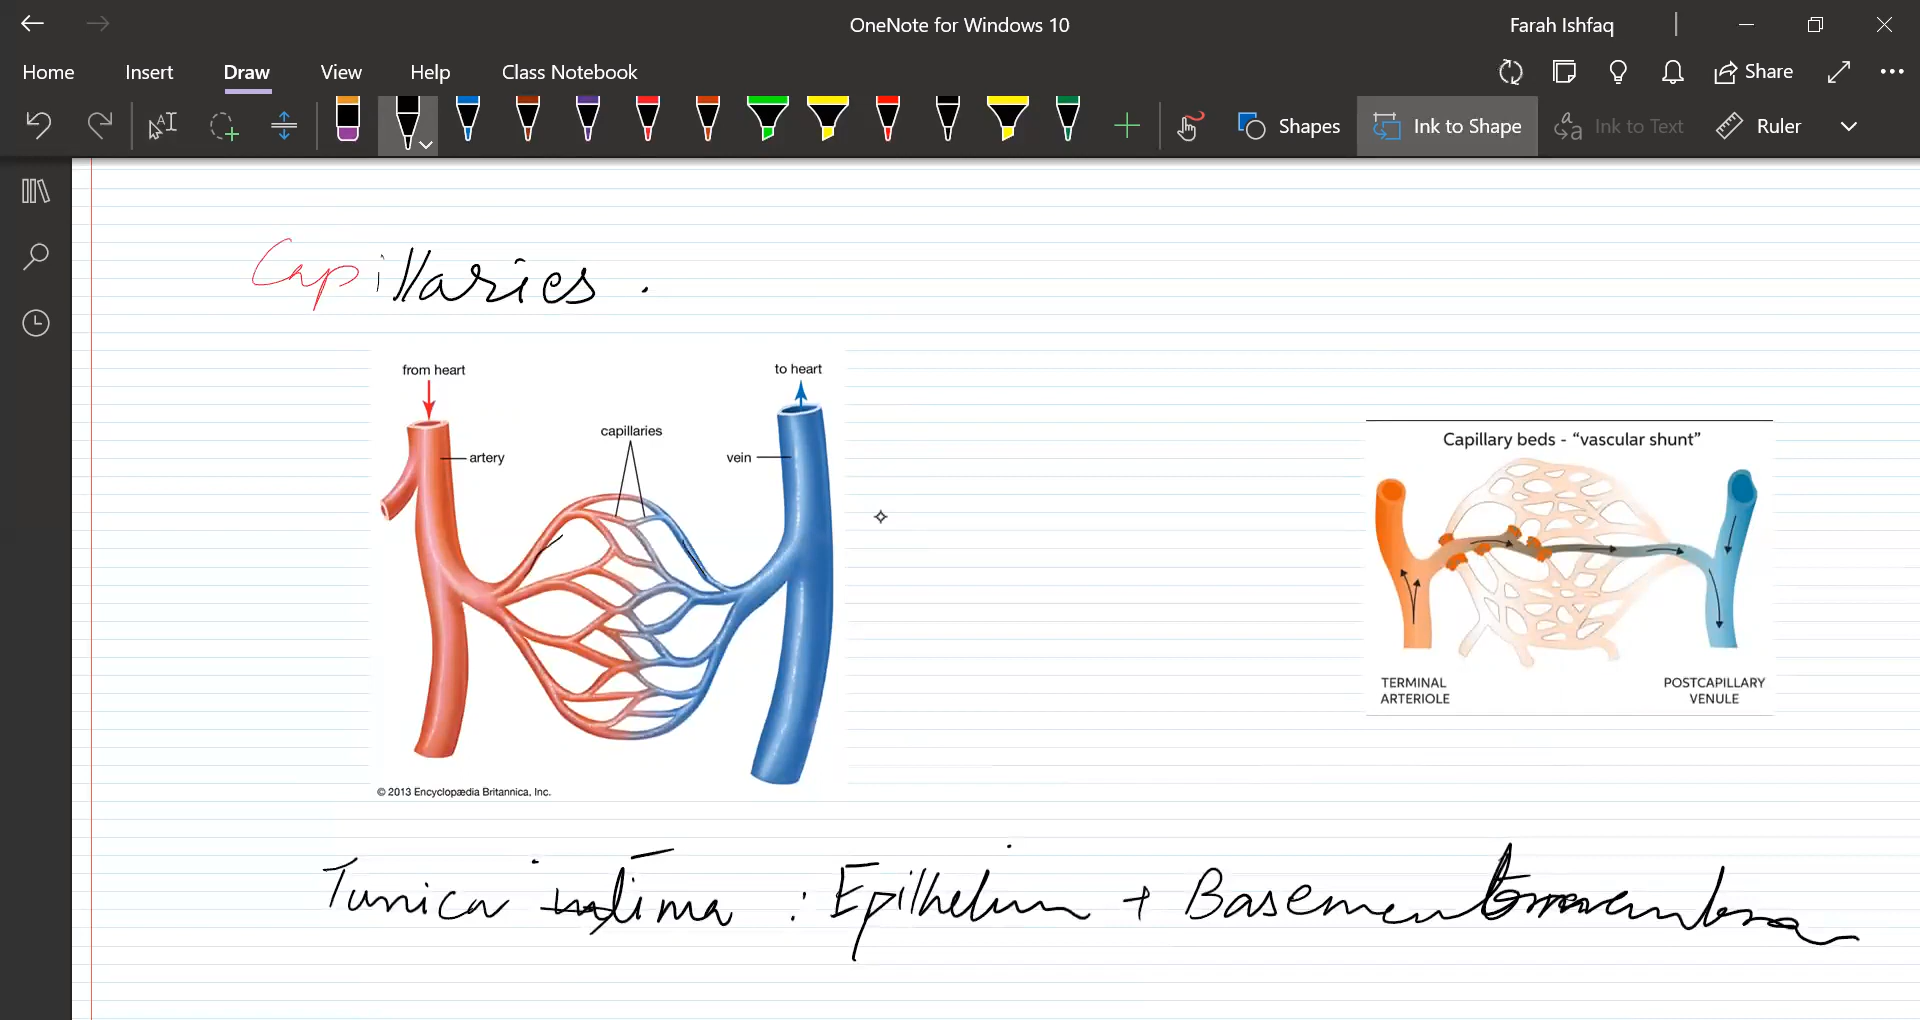 OneNote for Windows 10
Farah Ishfaq
Home Insert Draw View Help Class Notebook
Share
Shapes Ink to Shape Ink to Text Ruler
Capillaries .
from heart
to heart
capillaries
artery
vein
© 2013 Encyclopædia Britannica, Inc.
Capillary beds - “vascular shunt”
TERMINAL
ARTERIOLE
POSTCAPILLARY
VENULE
Tunica intima : Epithelium + Basement